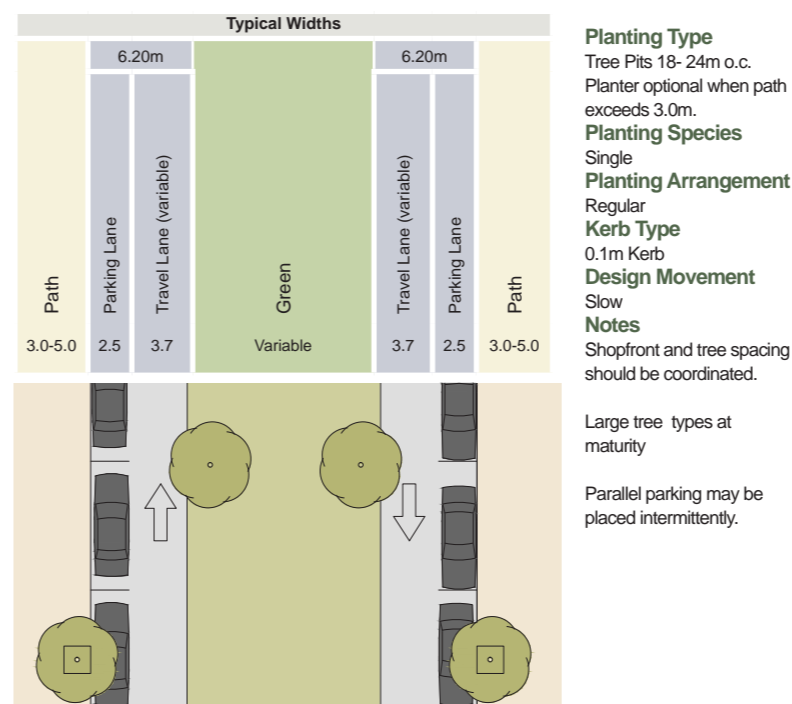 Typical Widths
6.20m
6.20m
Path
Parking Lane
Travel Lane (variable)
Green
Travel Lane (variable)
Parking Lane
Path
3.0-5.0
2.5
3.7
Variable
3.7
2.5
3.0-5.0
Planting Type
Tree Pits 18- 24m o.c.
Planter optional when path
exceeds 3.0m.
Planting Species
Single
Planting Arrangement
Regular
Kerb Type
0.1m Kerb
Design Movement
Slow
Notes
Shopfront and tree spacing
should be coordinated.
Large tree types at
maturity
Parallel parking may be
placed intermittently.